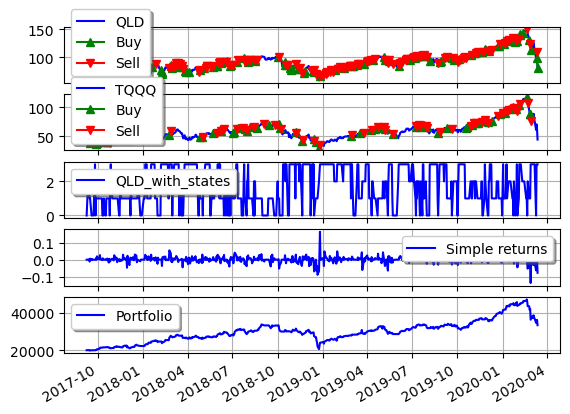 QLD
Buy
Sell
150
100
TQQQ
Buy
Sell
100
50
QLD_with_states
2
0
Simple returns
0.1
0.0
−0.1
Portfolio
40000
20000
2017-10
2018-01
2018-04
2018-07
2018-10
2019-01
2019-04
2019-07
2019-10
2020-01
2020-04